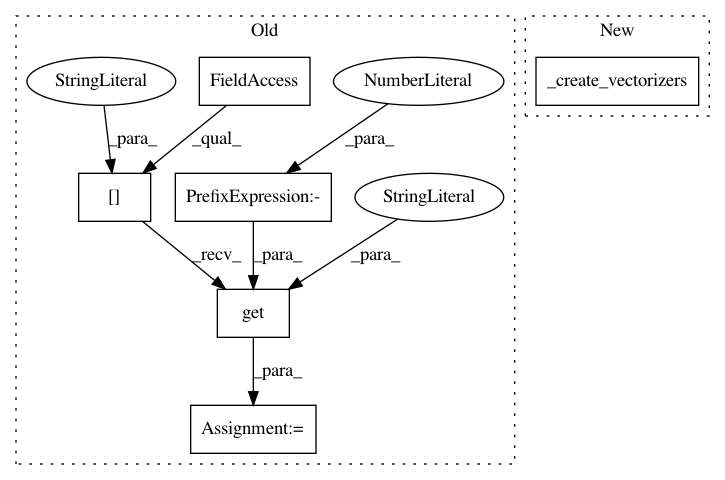 Old
New
StringLiteral
FieldAccess
NumberLiteral
_create_vectorizers
_para_
_qual_
_para_
[]
PrefixExpression:-
StringLiteral
_recv_
_para_
_para_
get
_para_
Assignment:=